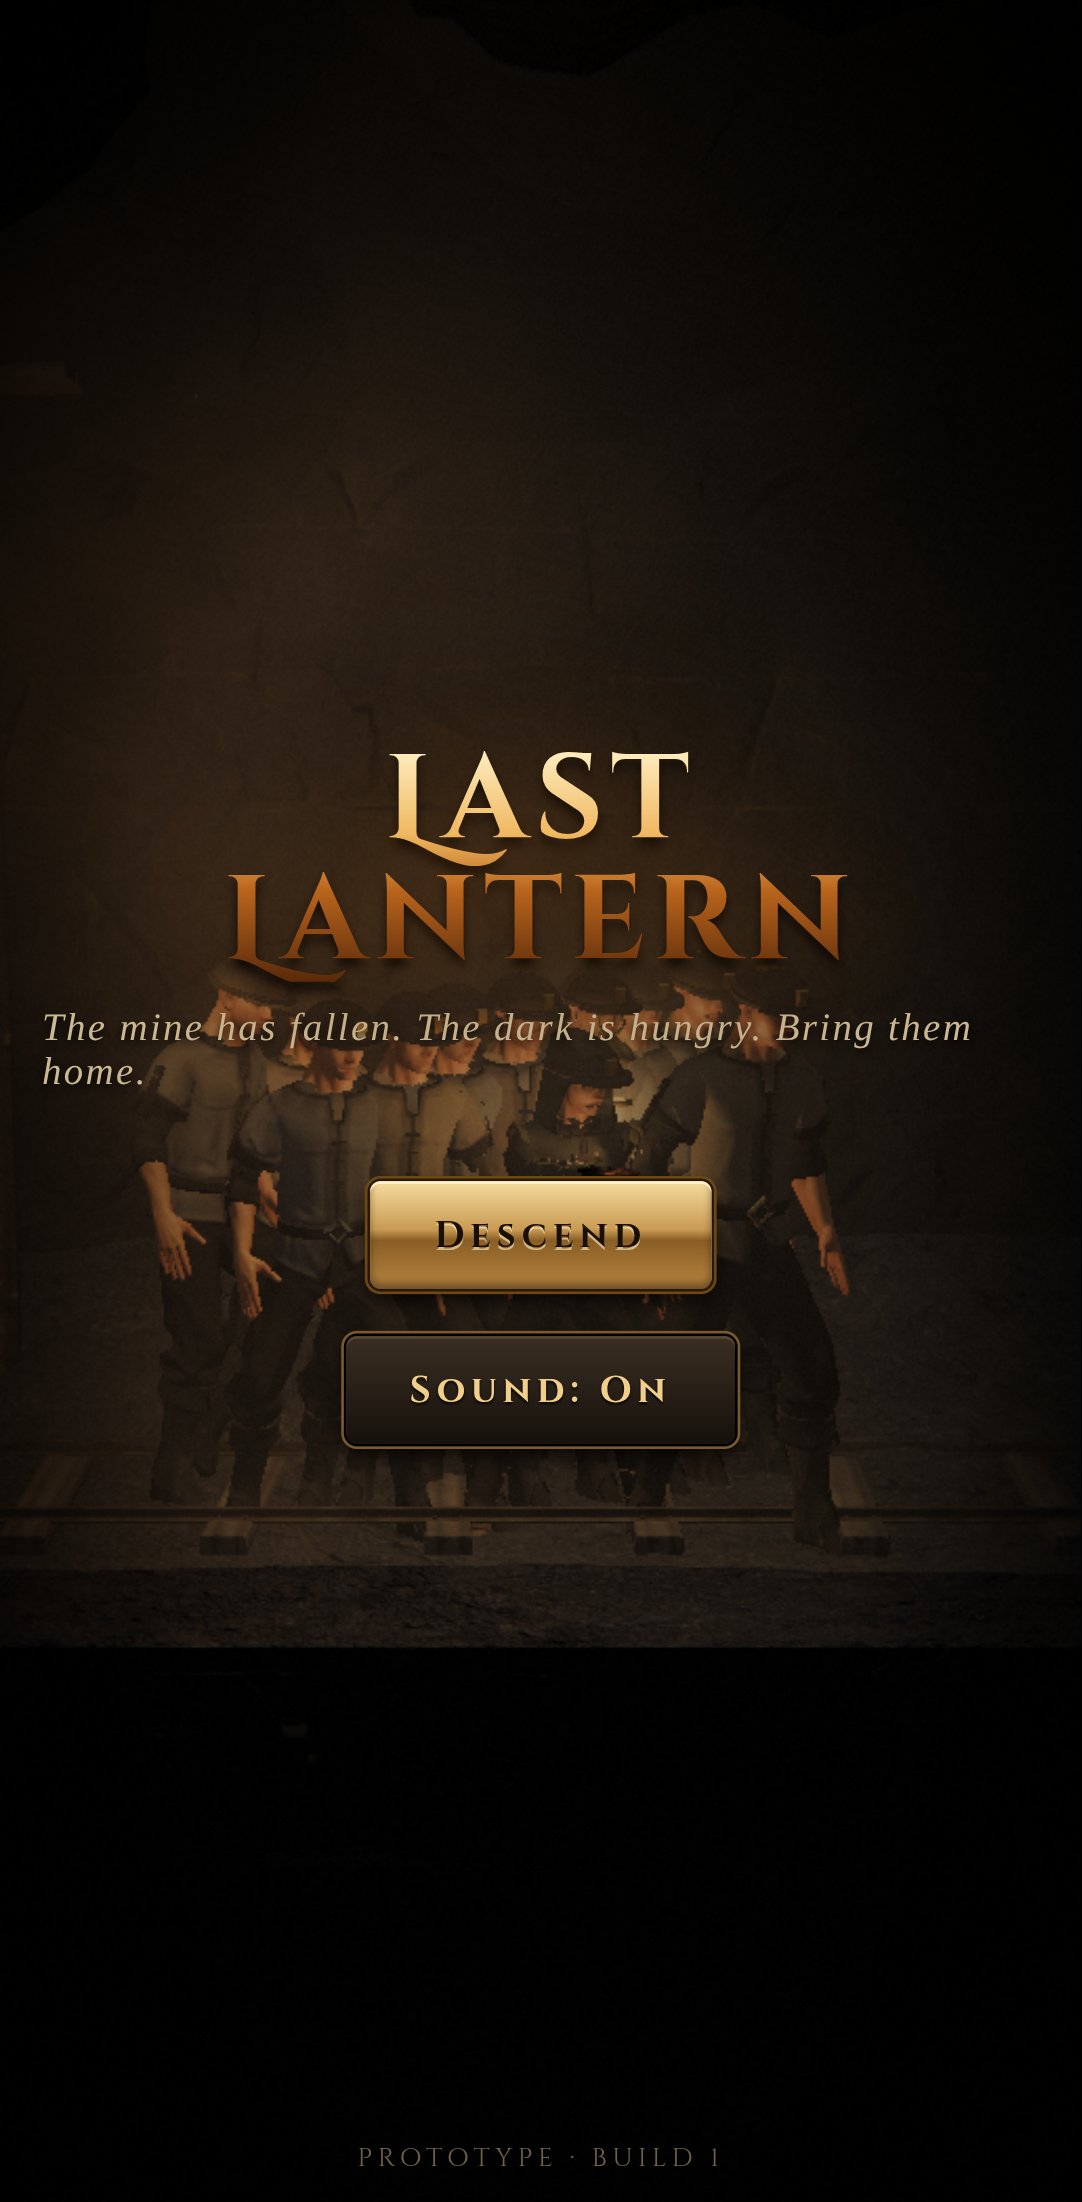 Last
Lantern
The mine has fallen. The dark is hungry. Bring them
home.
Descend
Sound: On
PROTOTYPE · BUILD 1